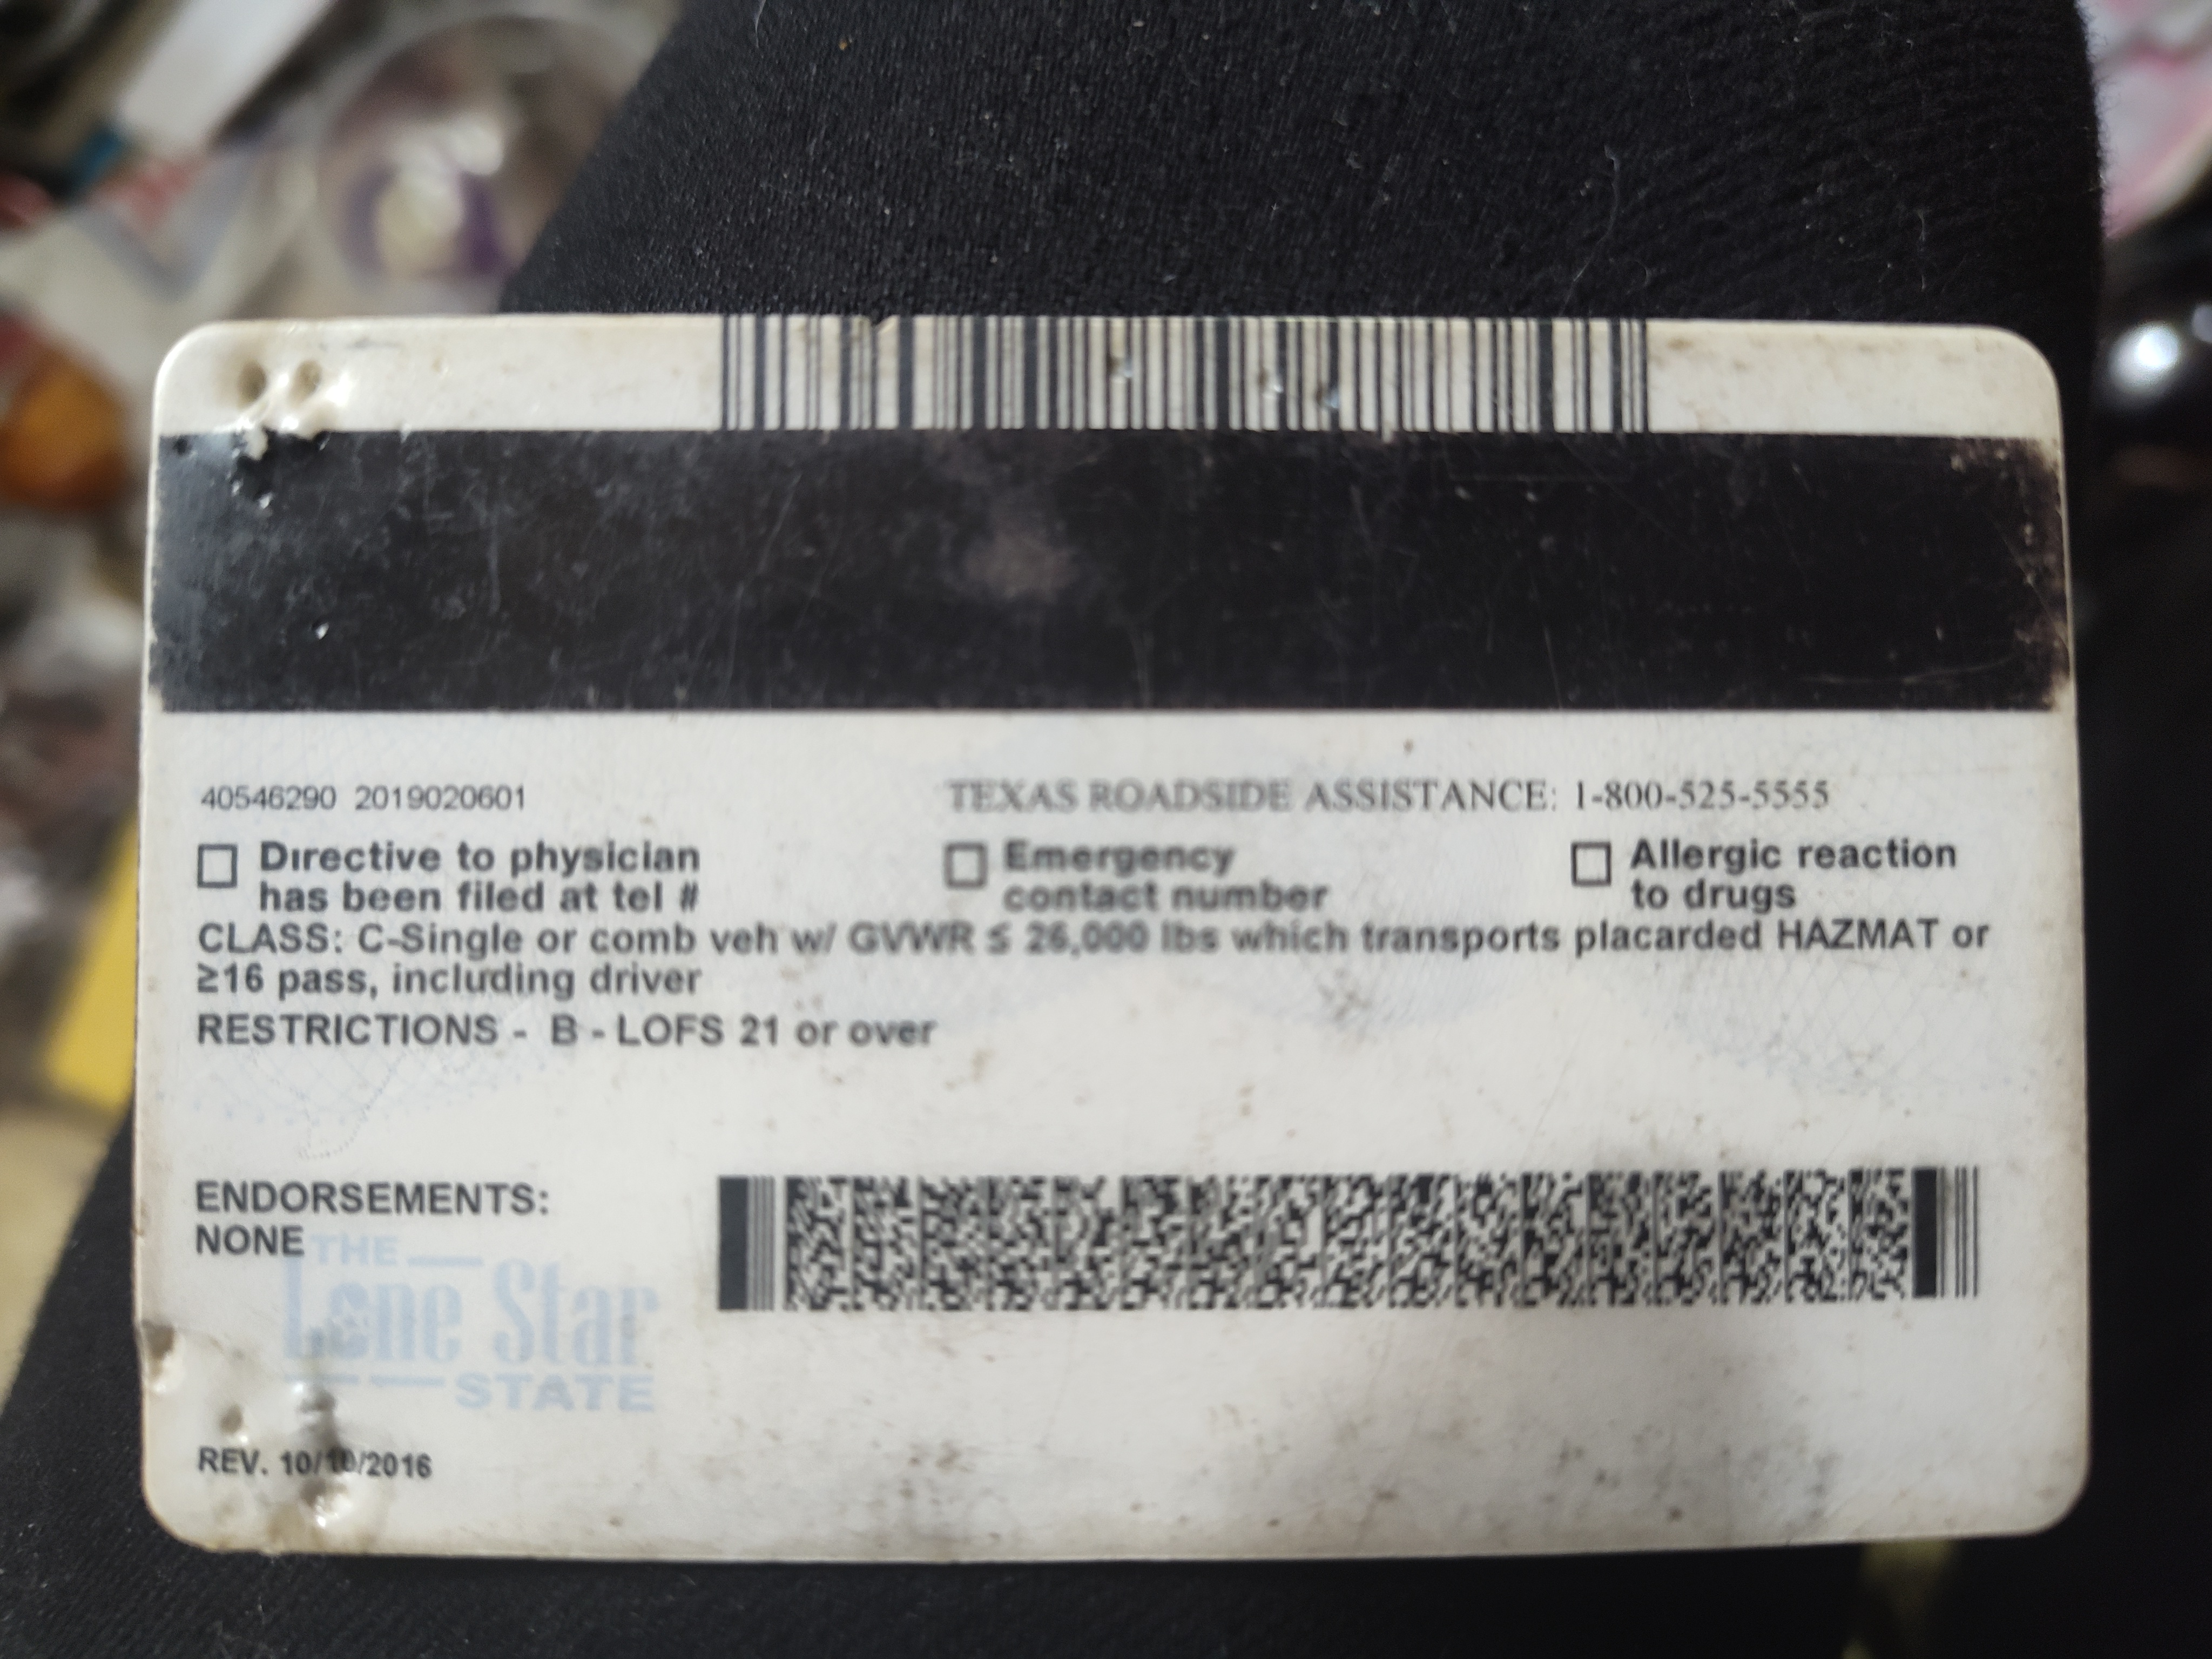 40546290 2019020601
TEXAS ROADSIDE ASSISTANCE: 1-800-525-5555
Directive to physician
has been filed at tel #
Emergency
contact number
Allergic reaction
to drugs
CLASS: C-Single or comb veh w/ GVWR ≤ 26,000 lbs which transports placarded HAZMAT or
≥16 pass, including driver
RESTRICTIONS - B - LOFS 21 or over
ENDORSEMENTS:
NONE
THE
Lone Star
STATE
REV. 10/10/2016